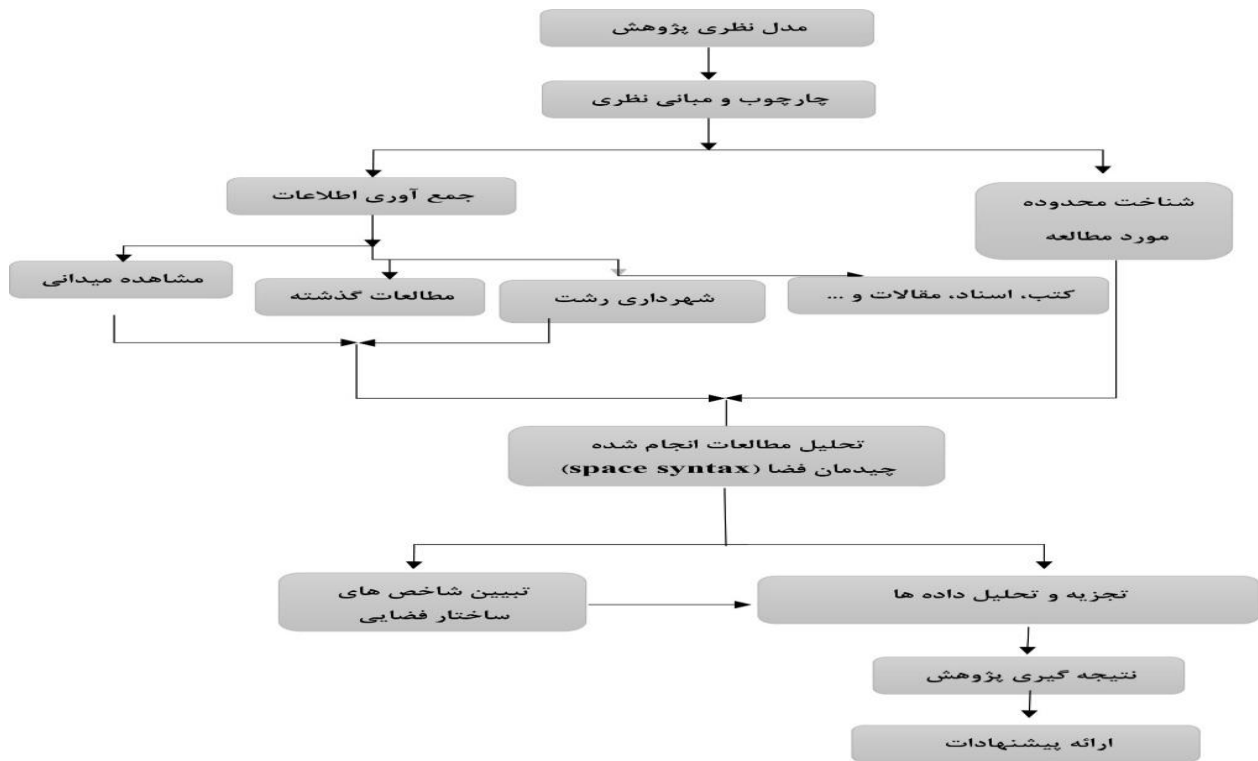 مدل نظری پژوهش
چارچوب و مبانی نظری
جمع آوری اطلاعات
شناخت محدوده
مورد مطالعه
کتب، اسناد، مقالات و ...
شهرداری رشت
مطالعات گذشته
مشاهده میدانی
تحلیل مطالعات انجام شده
چیدمان فضا (space syntax)
تجزیه و تحلیل داده ها
تبیین شاخص های
ساختار فضایی
نتیجه گیری پژوهش
ارائه پیشنهادات